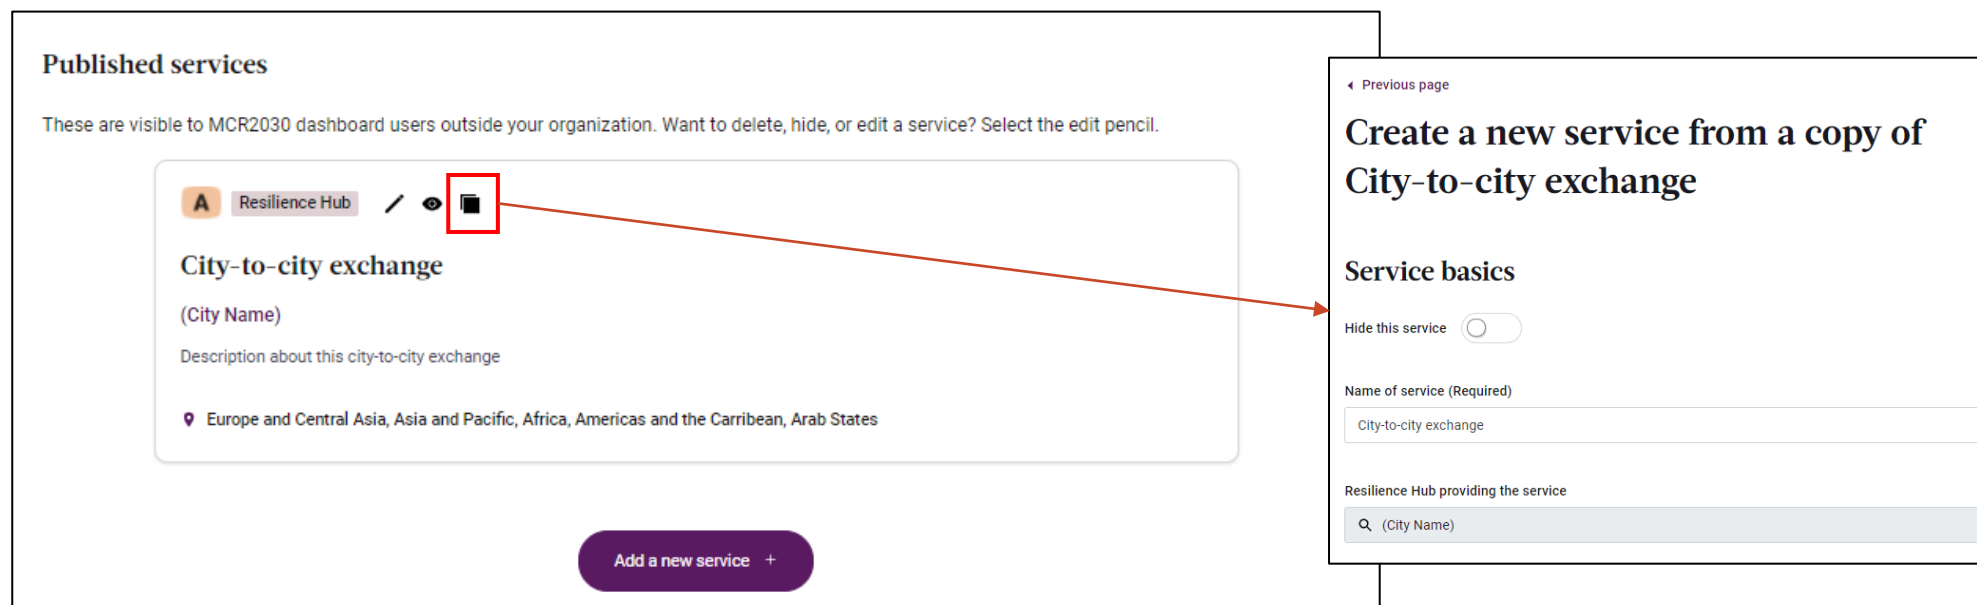 Published services
These are visible to MCR2030 dashboard users outside your organization. Want to delete, hide, or edit a service? Select the edit pencil.
A Resilience Hub
City-to-city exchange
(City Name)
Description about this city-to-city exchange
Europe and Central Asia, Asia and Pacific, Africa, Americas and the Carribean, Arab States
Add a new service +
Previous page
Create a new service from a copy of
City-to-city exchange
Service basics
Hide this service
Name of service (Required)
City-to-city exchange
Resilience Hub providing the service
(City Name)